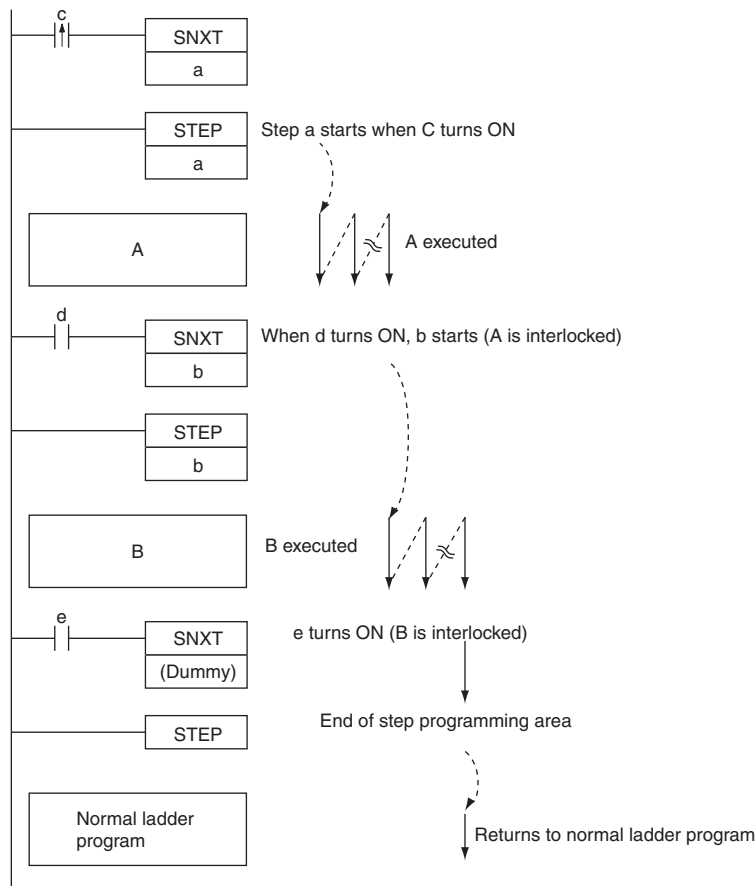 c
SNXT
a
STEP
a
Step a starts when C turns ON
A
A executed
d
SNXT
b
When d turns ON, b starts (A is interlocked)
STEP
b
B
B executed
e
SNXT
(Dummy)
e turns ON (B is interlocked)
STEP
End of step programming area
Normal ladder
program
Returns to normal ladder program